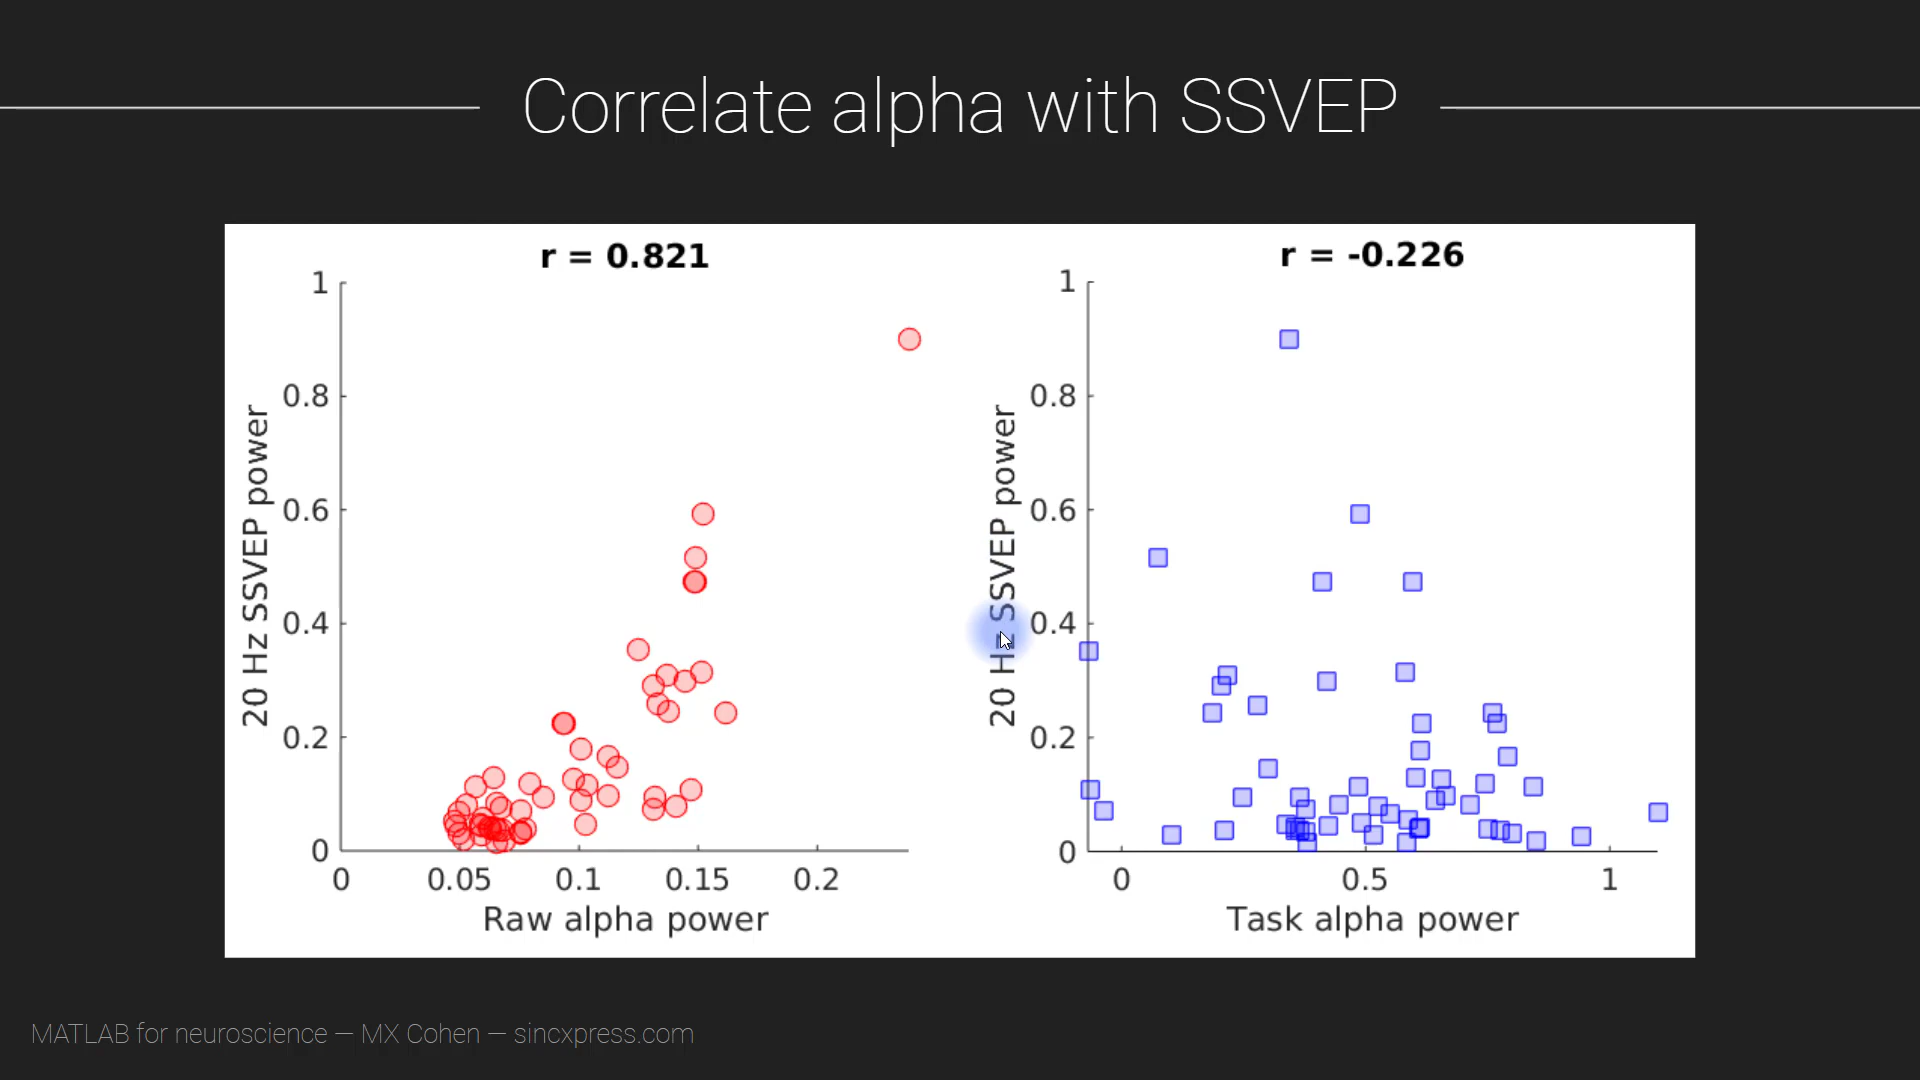 Correlate alpha with SSVEP
r = 0.821
1
0.8
0.6
0.4
0.2
0
20 Hz SSVEP power
0 0.05 0.1 0.15 0.2
Raw alpha power
r = -0.226
1
0.8
0.6
0.4
0.2
0
20 Hz SSVEP power
0 0.5 1
Task alpha power
MATLAB for neuroscience — MX Cohen — sincxpress.com